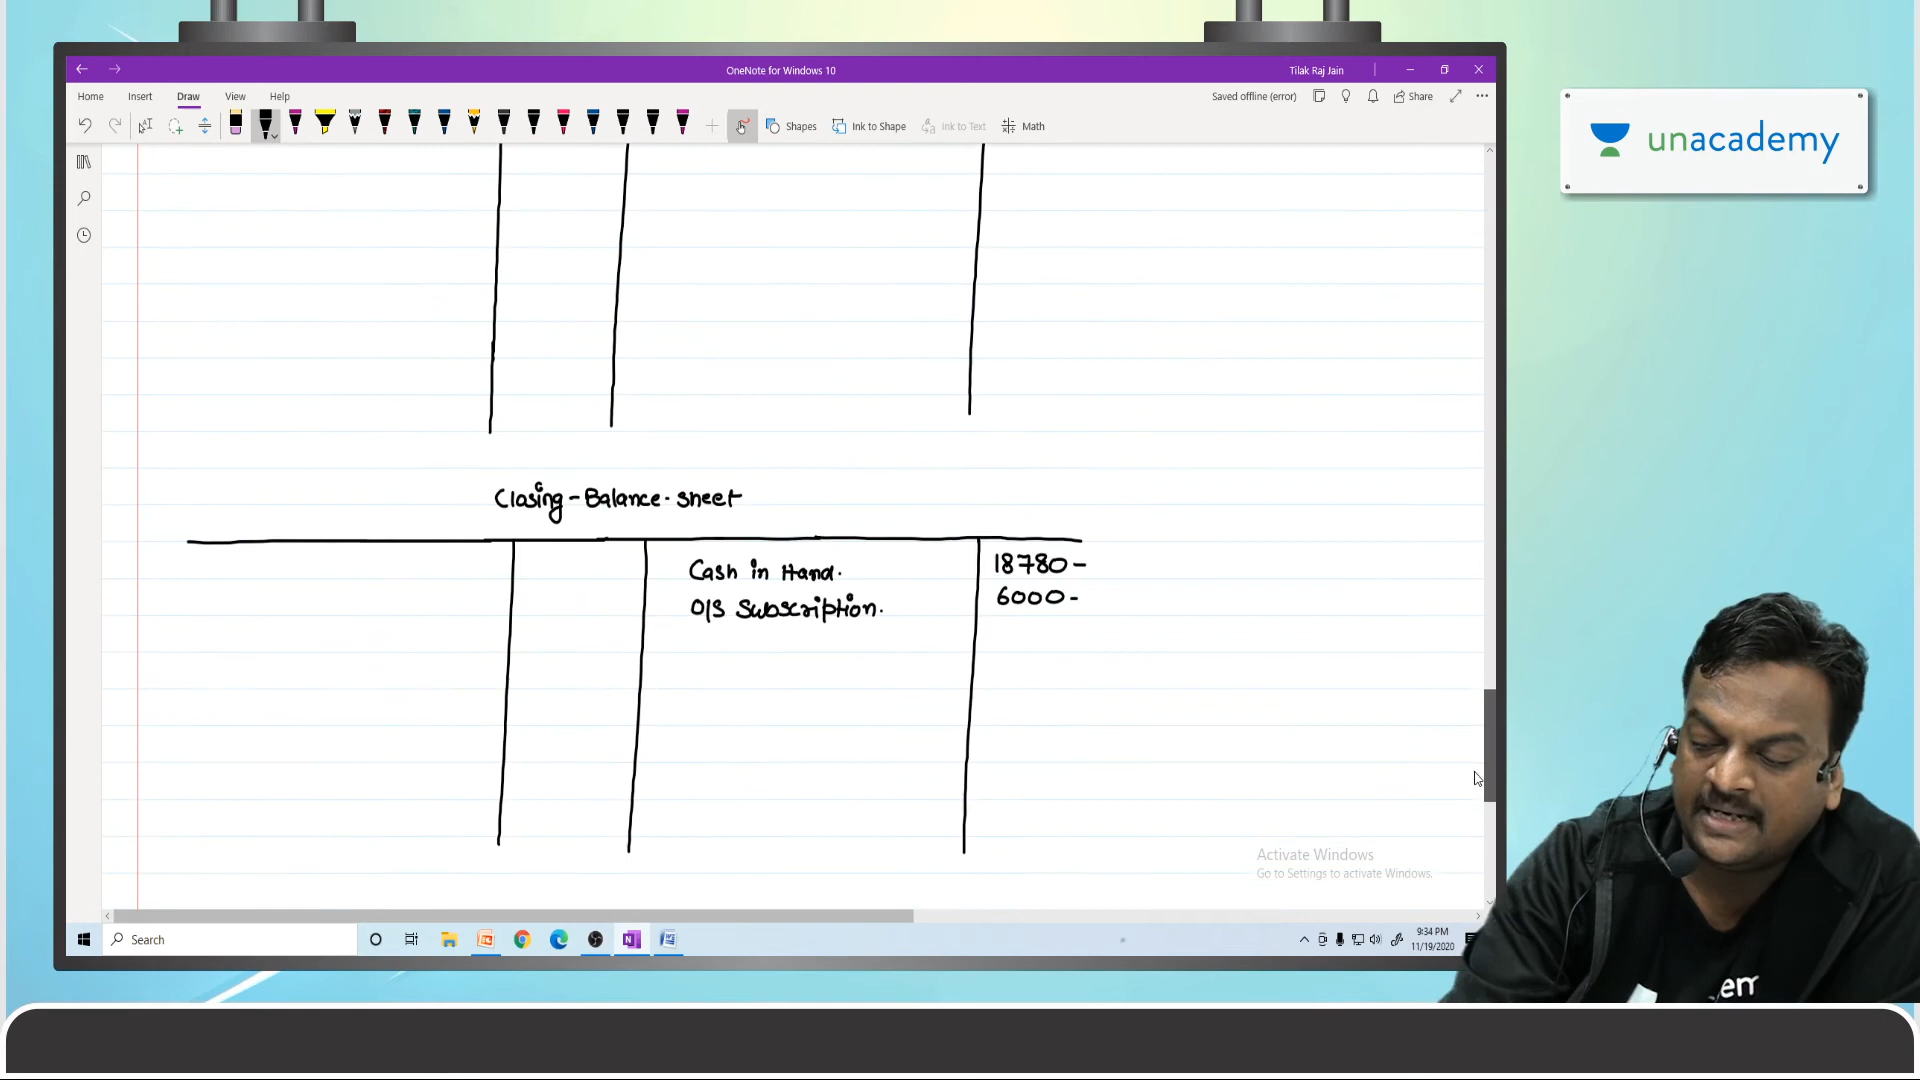 OneNote for Windows 10
Tilak Raj Jain
Home Insert Draw View Help
Saved offline (error)
Share
Shapes
Ink to Shape
Ink to Text
Math
unacademy
Closing-Balance-sheet
Cash in Hand. 18780-
O/S Subscription. 6000-
Activate Windows
Go to Settings to activate Windows.
Search
9:34 PM
11/19/2020